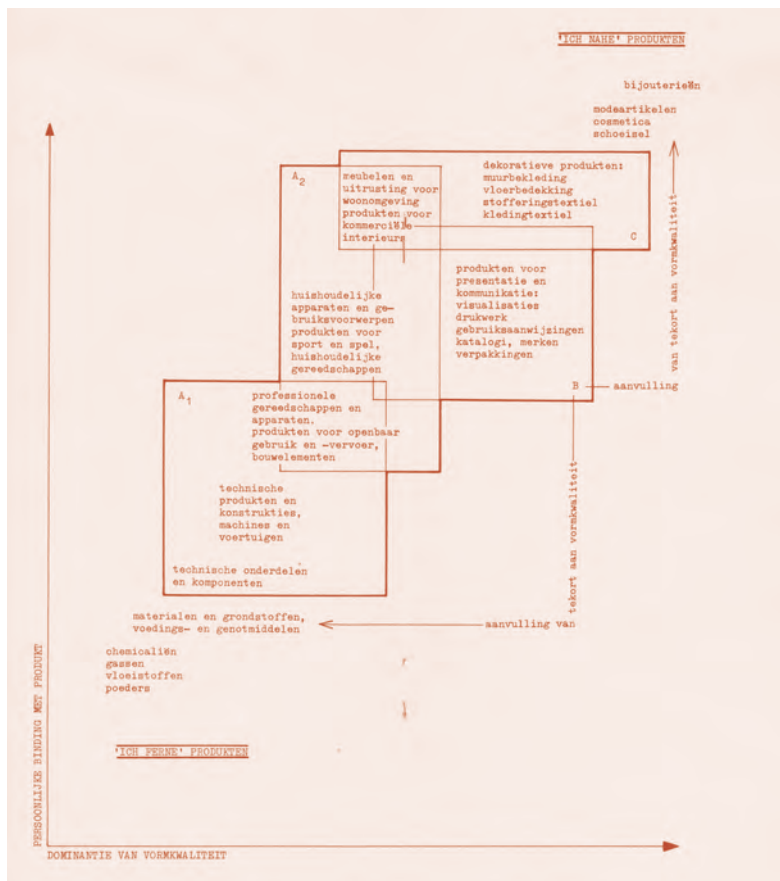 'ICH NAHE' PRODUKTEN
bijouterieën
modeartikelen
cosmetica
schoeisel
A2
meubelen en
uitrusting voor
woonomgeving
produkten voor
kommerciële
interieurs
dekoratieve produkten:
muurbekleding
vloerbedekking
stofferingstextiel
kledingtextiel
C
van tekort aan vormkwaliteit
huishoudelijke
apparaten en ge-
bruiksvoorwerpen
produkten voor
sport en spel,
huishoudelijke
gereedschappen
produkten voor
presentatie en
kommunikatie:
visualisaties
drukwerk
gebruiksaanwijzingen
katalogi, merken
verpakkingen
B
aanvulling
A1
professionele
gereedschappen en
apparaten.
produkten voor openbaar
gebruik en -vervoer,
bouwelementen
technische
produkten en
konstrukties,
machines en
voertuigen
technische onderdelen
en komponenten
tekort aan vormkwaliteit
materialen en grondstoffen,
voedings- en genotmiddelen
aanvulling van
chemicaliën
gassen
vloeistoffen
poeders
'ICH FERNE' PRODUKTEN
PERSOONLIJKE BINDING MET PRODUKT
DOMINANTIE VAN VORMKWALITEIT